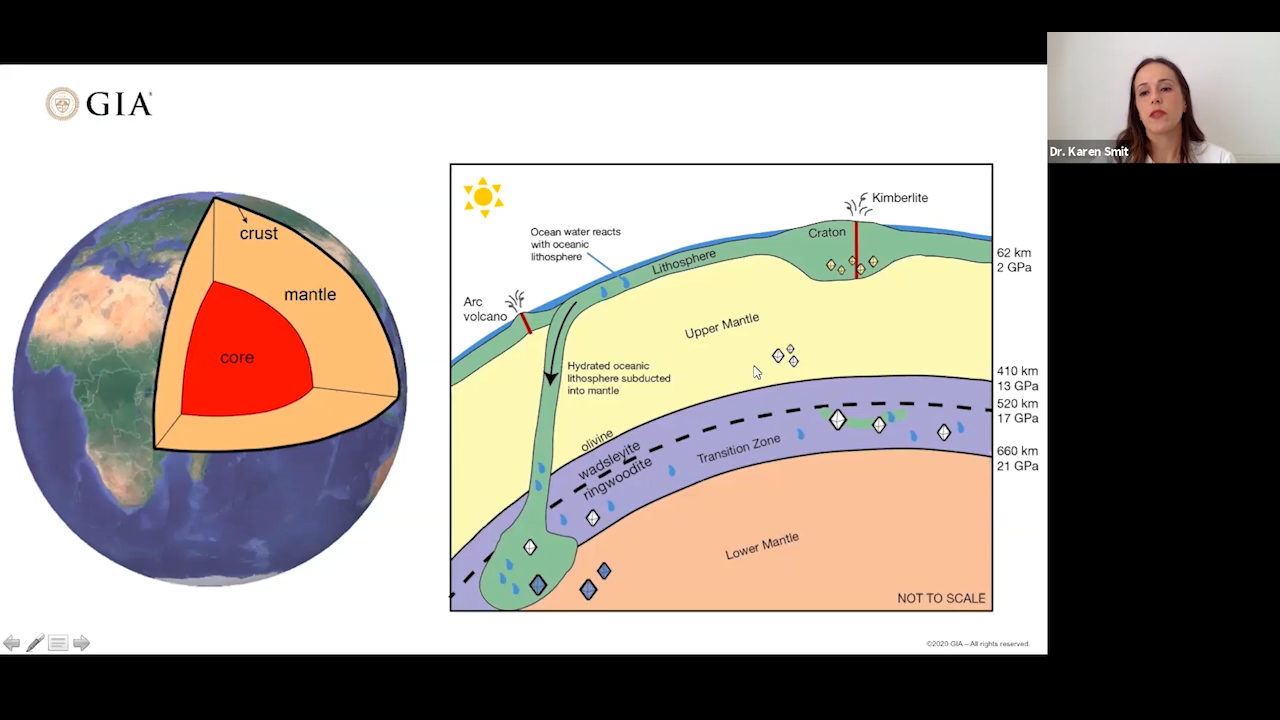 GIA
Dr. Karen Smit
crust
mantle
core
Kimberlite
Ocean water reacts
with oceanic
lithosphere
Craton
Lithosphere
62 km
2 GPa
Arc
volcano
Upper Mantle
Hydrated oceanic
lithosphere subducted
into mantle
410 km
13 GPa
520 km
17 GPa
olivine
wadsleyite
ringwoodite
Transition Zone
660 km
21 GPa
Lower Mantle
NOT TO SCALE
©2020 GIA – All rights reserved.